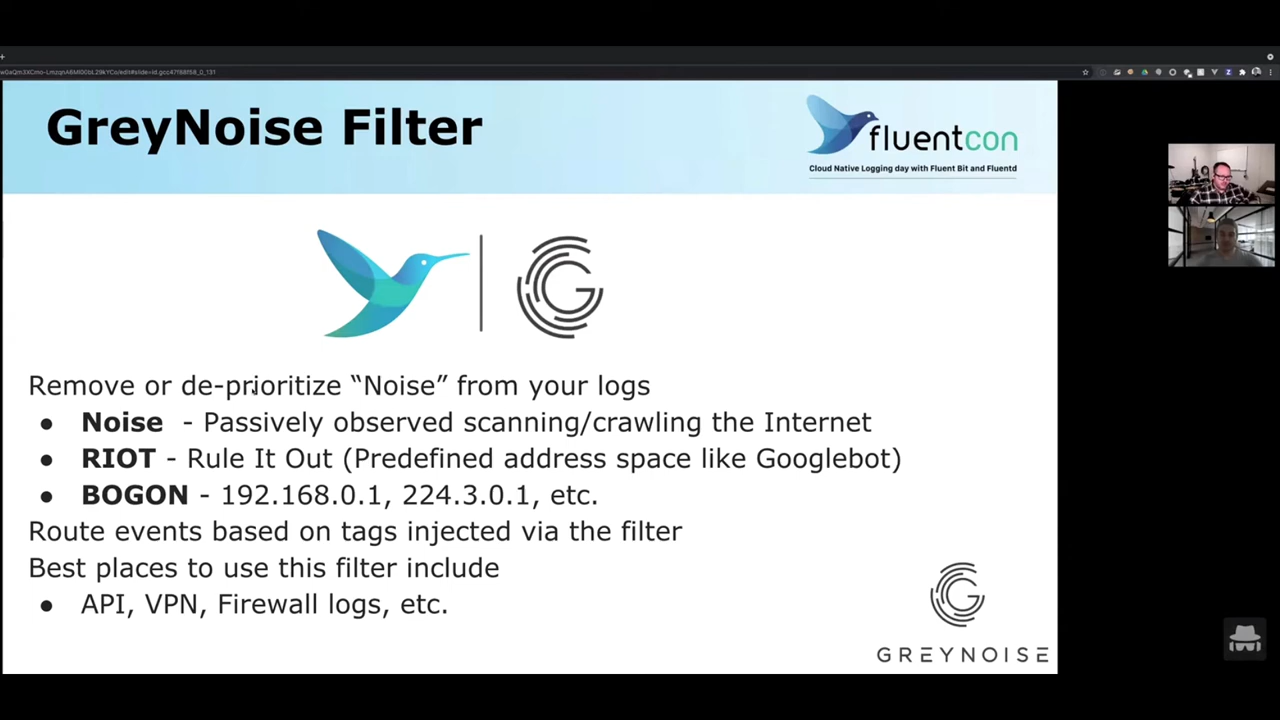 GreyNoise Filter
fluentcon
Cloud Native Logging day with Fluent Bit and Fluentd
Remove or de-prioritize “Noise” from your logs
● Noise - Passively observed scanning/crawling the Internet
● RIOT - Rule It Out (Predefined address space like Googlebot)
● BOGON - 192.168.0.1, 224.3.0.1, etc.
Route events based on tags injected via the filter
Best places to use this filter include
● API, VPN, Firewall logs, etc.
GREYNOISE